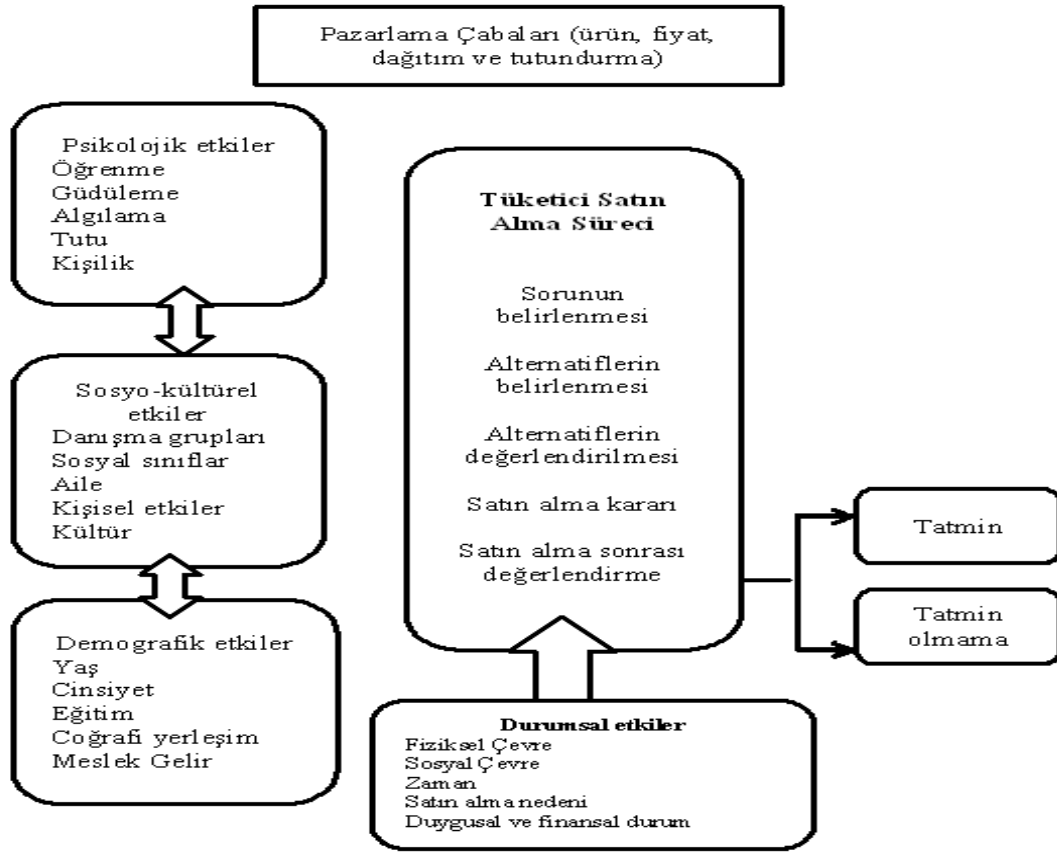 Pazarlama Çabaları (ürün, fiyat,
dağıtım ve tutundurma)
Psikolojik etkiler
Öğrenme
Güdüleme
Algılama
Tutu
Kişilik
Sosyo-kültürel
etkiler
Danışma grupları
Sosyal sınıflar
Aile
Kişisel etkiler
Kültür
Demografik etkiler
Yaş
Cinsiyet
Eğitim
Coğrafi yerleşim
Meslek Gelir
Tüketici Satın
Alma Süreci
Sorunun
belirlenmesi
Alternatiflerin
belirlenmesi
Alternatiflerin
değerlendirilmesi
Satın alma kararı
Satın alma sonrası
değerlendirme
Durumsal etkiler
Fiziksel Çevre
Sosyal Çevre
Zaman
Satın alma nedeni
Duygusal ve finansal durum
Tatmin
Tatmin
olmama